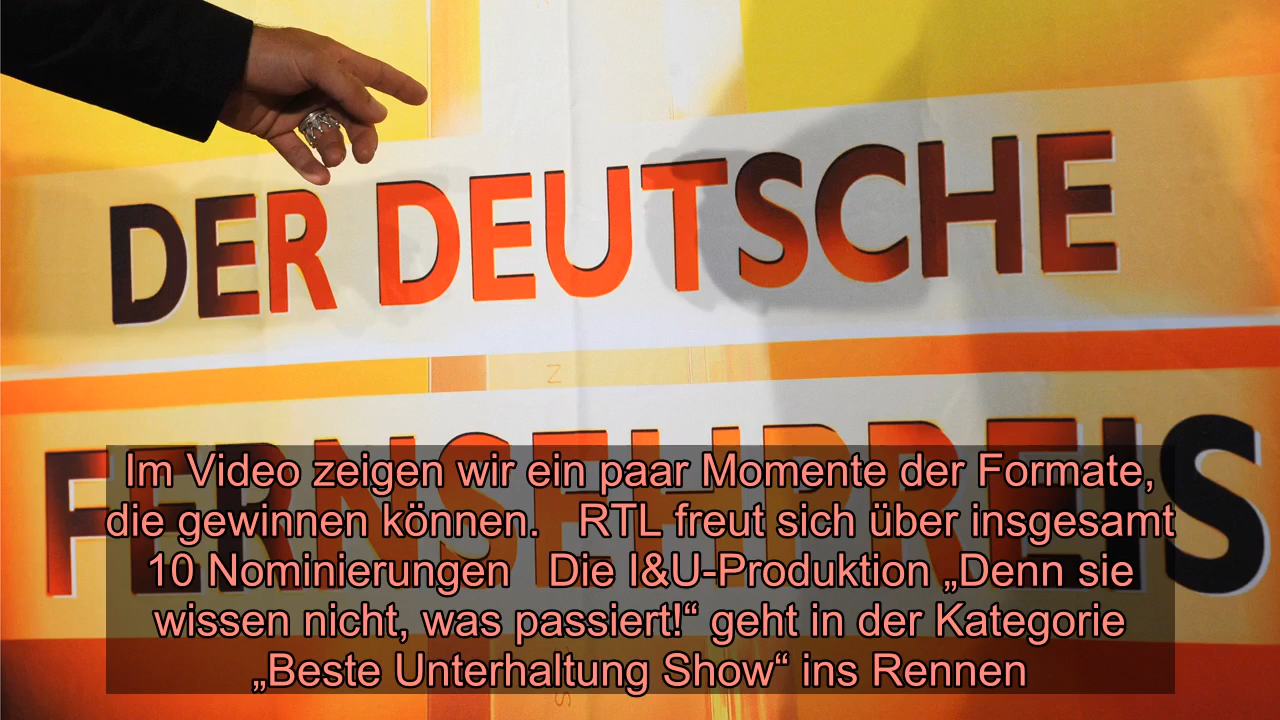 DER DEUTSCHE
FERNSEHPREIS
Im Video zeigen wir ein paar Momente der Formate,
die gewinnen können. RTL freut sich über insgesamt
10 Nominierungen Die I&U-Produktion „Denn sie
wissen nicht, was passiert!“ geht in der Kategorie
„Beste Unterhaltung Show“ ins Rennen